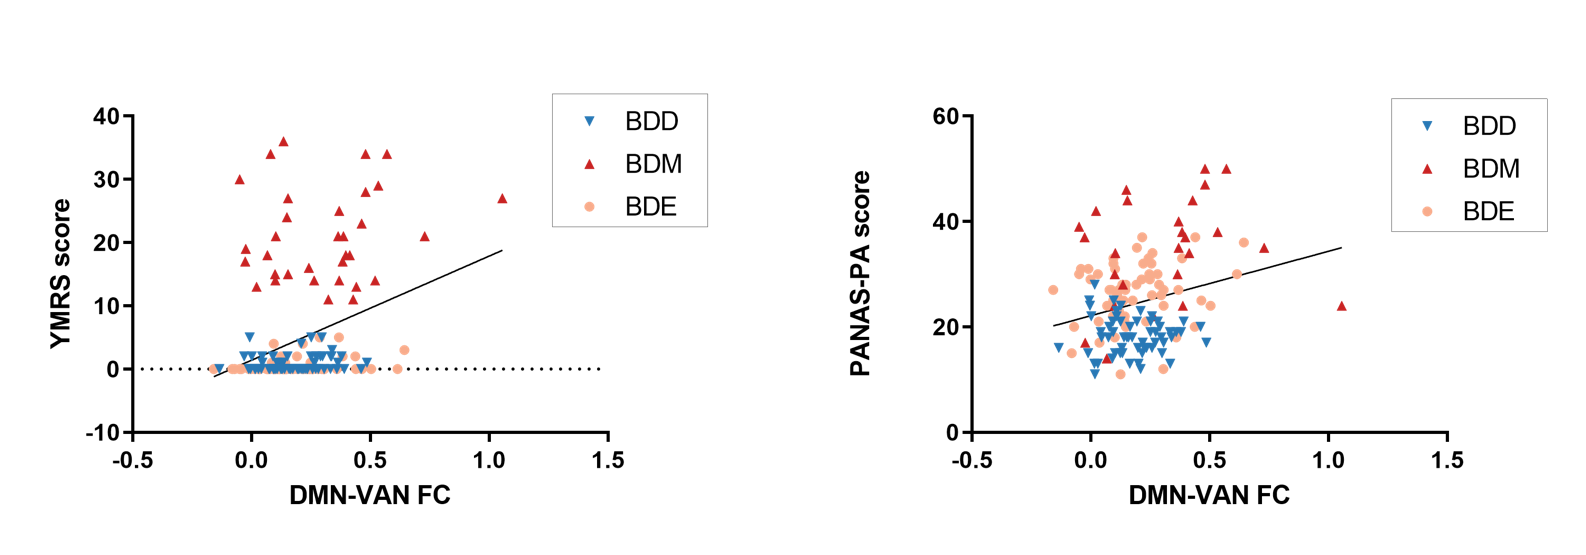 YMRS score
40
30
20
10
0
-10
-0.5 0.0 0.5 1.0 1.5
DMN-VAN FC
BDD
BDM
BDE
PANAS-PA score
60
40
20
0
-0.5 0.0 0.5 1.0 1.5
DMN-VAN FC
BDD
BDM
BDE